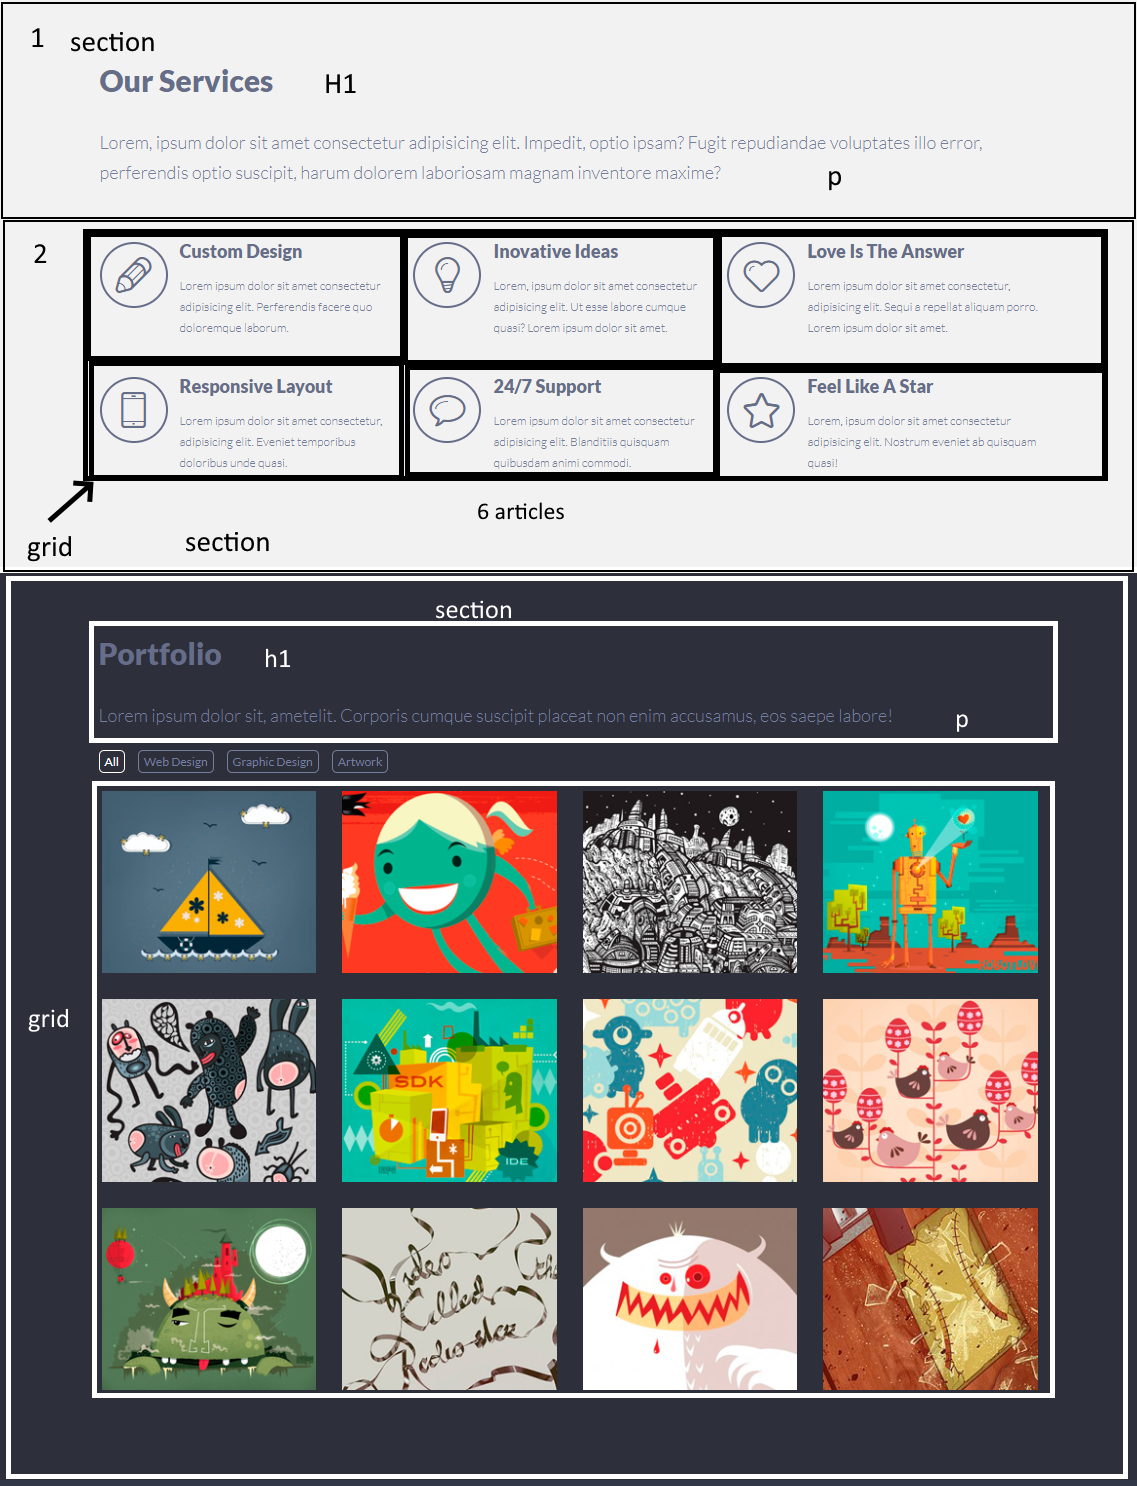 1 section
Our Services H1
Lorem, ipsum dolor sit amet consectetur adipisicing elit. Impedit, optio ipsam? Fugit repudiandae voluptates illo error,
perferendis optio suscipit, harum dolorem laboriosam magnam inventore maxime?
p
2
Custom Design
Lorem ipsum dolor sit amet consectetur
adipisicing elit. Perferendis facere quo
doloremque laborum.
Inovative Ideas
Lorem, ipsum dolor sit amet consectetur
adipisicing elit. Ut esse labore cumque
quasi? Lorem ipsum dolor sit amet.
Love Is The Answer
Lorem ipsum dolor sit amet consectetur,
adipisicing elit. Sequi a repellat aliquam porro.
Lorem ipsum dolor sit amet.
Responsive Layout
Lorem ipsum dolor sit amet consectetur,
adipisicing elit. Eveniet temporibus
doloribus unde quasi.
24/7 Support
Lorem ipsum dolor sit amet consectetur
adipisicing elit. Blanditiis quisquam
quibusdam animi commodi.
Feel Like A Star
Lorem, ipsum dolor sit amet consectetur
adipisicing elit. Nostrum eveniet ab quisquam
quasi!
6 articles
grid
section
section
Portfolio h1
Lorem ipsum dolor sit, ametelit. Corporis cumque suscipit placeat non enim accusamus, eos saepe labore!
p
All Web Design Graphic Design Artwork
grid
SDK
IDE
Video
Called
Radio-star